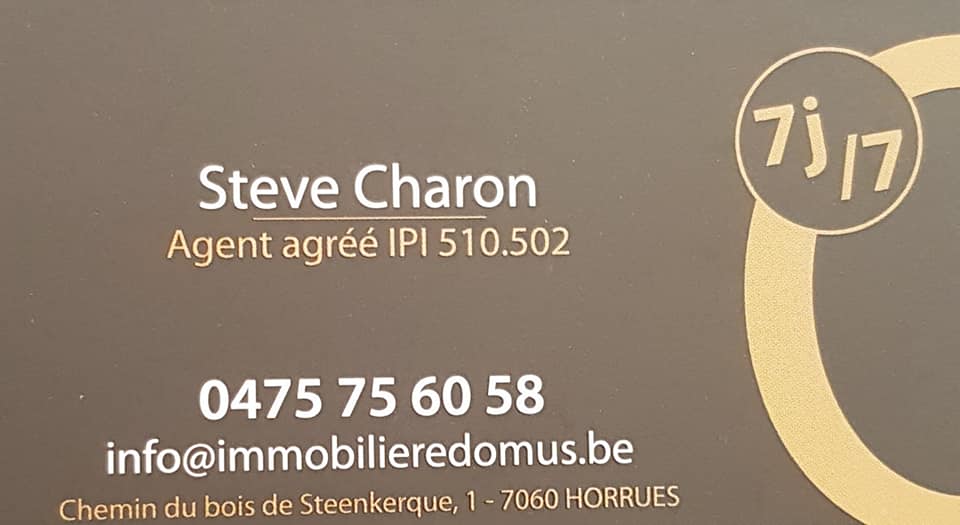 7j/7
Steve Charon
Agent agréé IPI 510.502
0475 75 60 58
info@immobilieredomus.be
Chemin du bois de Steenkerque, 1 - 7060 HORRUES